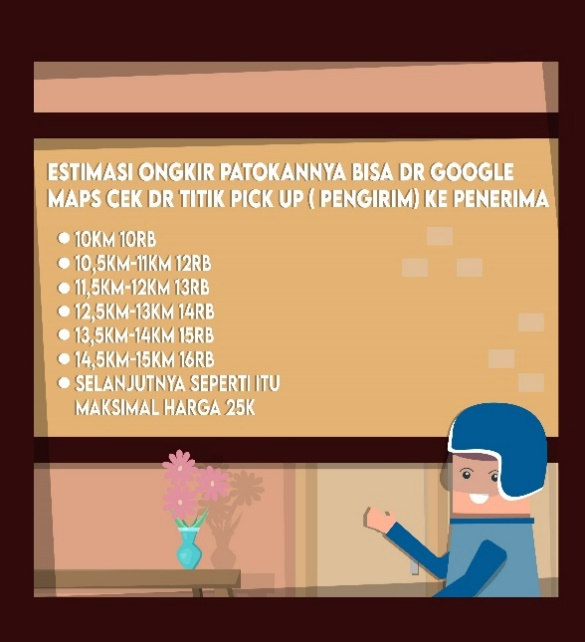 ESTIMASI ONGKIR PATOKANNYA BISA DR GOOGLE
MAPS CEK DR TITIK PICK UP ( PENGIRIM) KE PENERIMA
● 10KM 10RB
● 10,5KM-11KM 12RB
● 11,5KM-12KM 13RB
● 12,5KM-13KM 14RB
● 13,5KM-14KM 15RB
● 14,5KM-15KM 16RB
● SELANJUTNYA SEPERTI ITU
MAKSIMAL HARGA 25K